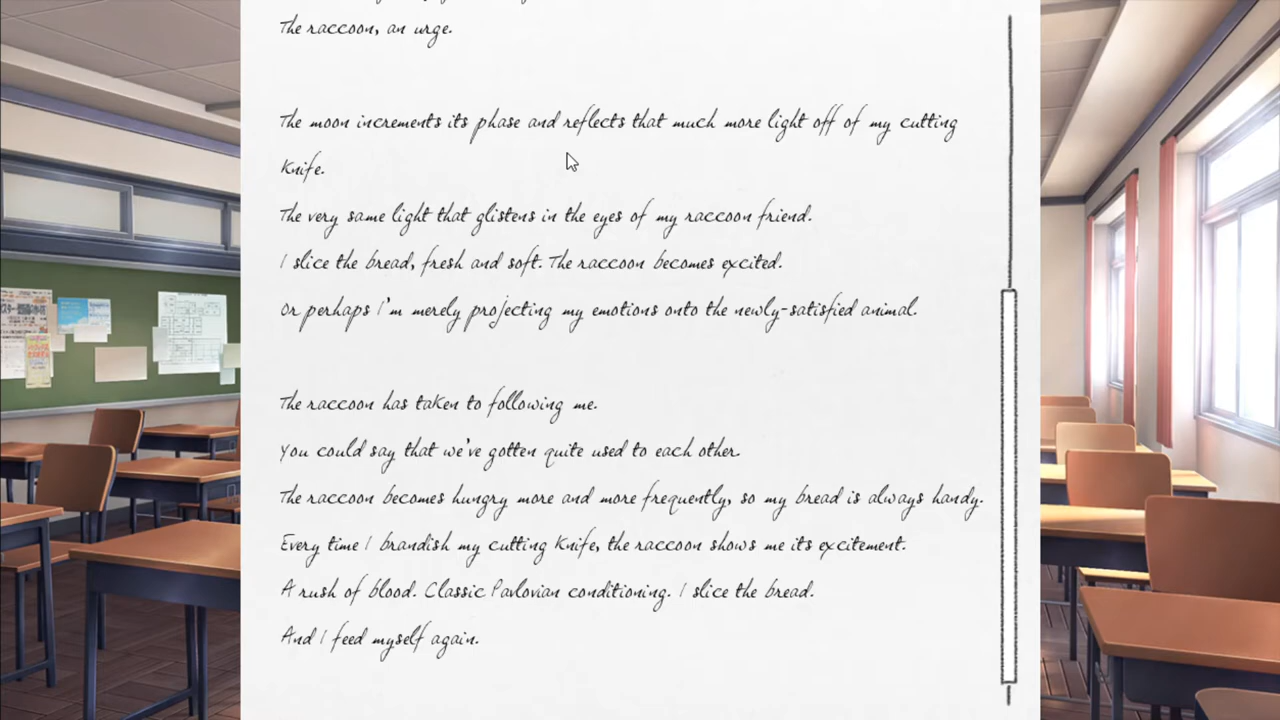 The raccoon, an urge.
The moon increments its phase and reflects that much more light off of my cutting
knife.
The very same light that glistens in the eyes of my raccoon friend.
I slice the bread, fresh and soft. The raccoon becomes excited.
Or perhaps I'm merely projecting my emotions onto the newly-satisfied animal.
The raccoon has taken to following me.
You could say that we've gotten quite used to each other.
The raccoon becomes hungry more and more frequently, so my bread is always handy.
Every time I brandish my cutting knife, the raccoon shows me its excitement.
A rush of blood. Classic Pavlovian conditioning. I slice the bread.
And I feed myself again.